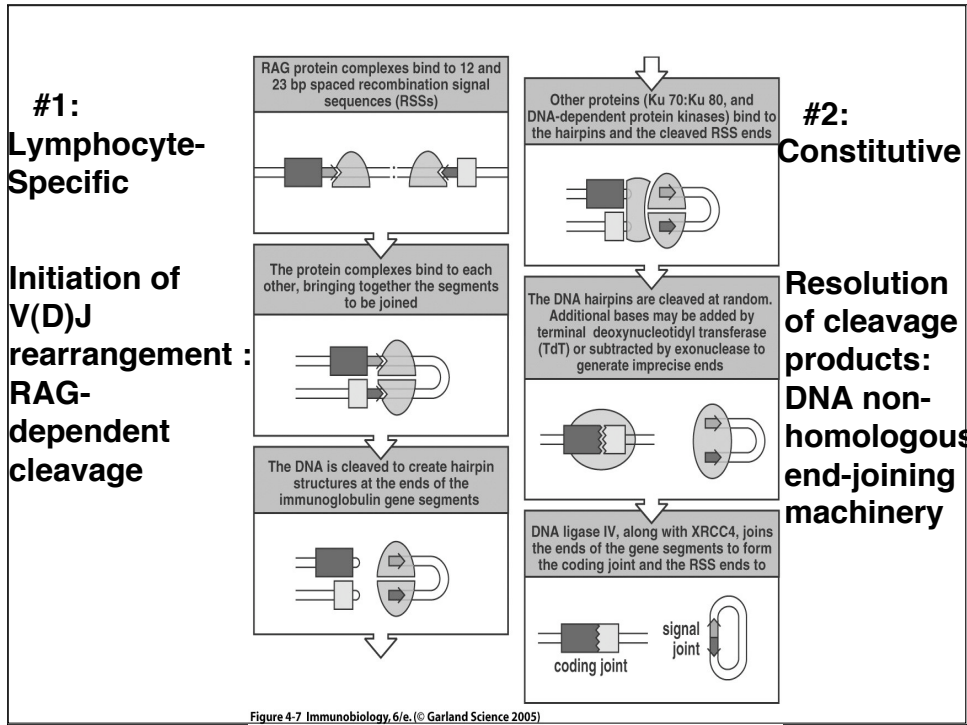 #1:
Lymphocyte-
Specific
Initiation of
V(D)J
rearrangement :
RAG-
dependent
cleavage
RAG protein complexes bind to 12 and
23 bp spaced recombination signal
sequences (RSSs)
The protein complexes bind to each
other, bringing together the segments
to be joined
The DNA is cleaved to create hairpin
structures at the ends of the
immunoglobulin gene segments
Other proteins (Ku 70:Ku 80, and
DNA-dependent protein kinases) bind to
the hairpins and the cleaved RSS ends
The DNA hairpins are cleaved at random.
Additional bases may be added by
terminal deoxynucleotidyl transferase
(TdT) or subtracted by exonuclease to
generate imprecise ends
DNA ligase IV, along with XRCC4, joins
the ends of the gene segments to form
the coding joint and the RSS ends to
coding joint
signal
joint
#2:
Constitutive
Resolution
of cleavage
products:
DNA non-
homologous
end-joining
machinery
Figure 4-7 Immunobiology, 6/e. (© Garland Science 2005)